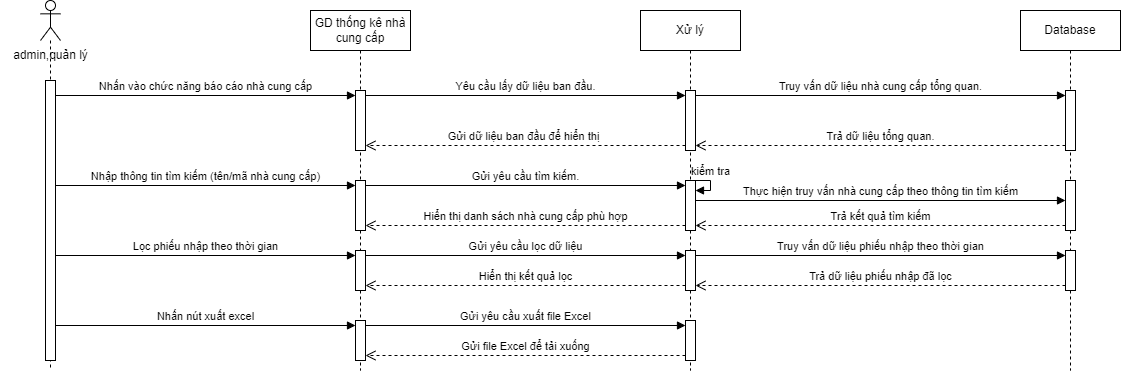 GD thống kê nhà
cung cấp
Xử lý
Database
admin,quản lý
Nhấn vào chức năng báo cáo nhà cung cấp
Yêu cầu lấy dữ liệu ban đầu.
Truy vấn dữ liệu nhà cung cấp tổng quan.
Gửi dữ liệu ban đầu để hiển thị
Trả dữ liệu tổng quan.
kiểm tra
Nhập thông tin tìm kiếm (tên/mã nhà cung cấp)
Gửi yêu cầu tìm kiếm.
Thực hiện truy vấn nhà cung cấp theo thông tin tìm kiếm
Hiển thị danh sách nhà cung cấp phù hợp
Trả kết quả tìm kiếm
Lọc phiếu nhập theo thời gian
Gửi yêu cầu lọc dữ liệu
Truy vấn dữ liệu phiếu nhập theo thời gian
Hiển thị kết quả lọc
Trả dữ liệu phiếu nhập đã lọc
Nhấn nút xuất excel
Gửi yêu cầu xuất file Excel
Gửi file Excel để tải xuống